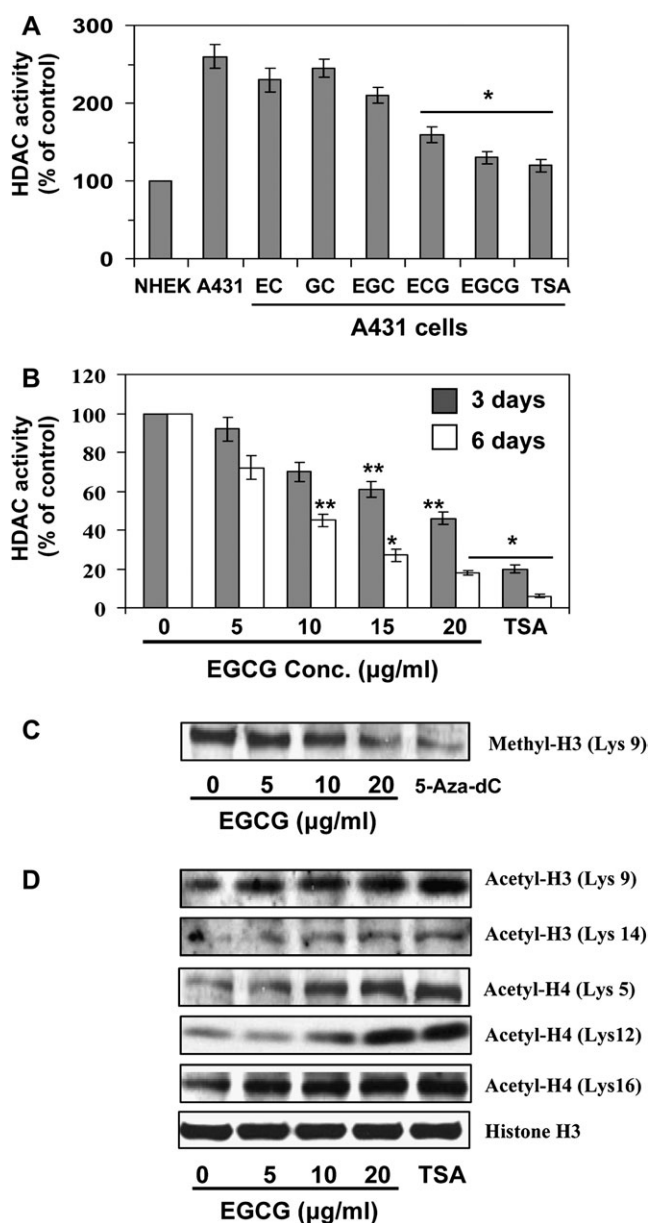 A
HDAC activity
(% of control)
300
200
100
0
*
NHEK A431 EC GC EGC ECG EGCG TSA
A431 cells
B
HDAC activity
(% of control)
120
100
80
60
40
20
0
3 days
6 days
** ** ** * *
0 5 10 15 20 TSA
EGCG Conc. (µg/ml)
C
Methyl-H3 (Lys 9)
0 5 10 20 5-Aza-dC
EGCG (µg/ml)
D
Acetyl-H3 (Lys 9)
Acetyl-H3 (Lys 14)
Acetyl-H4 (Lys 5)
Acetyl-H4 (Lys12)
Acetyl-H4 (Lys16)
Histone H3
0 5 10 20 TSA
EGCG (µg/ml)